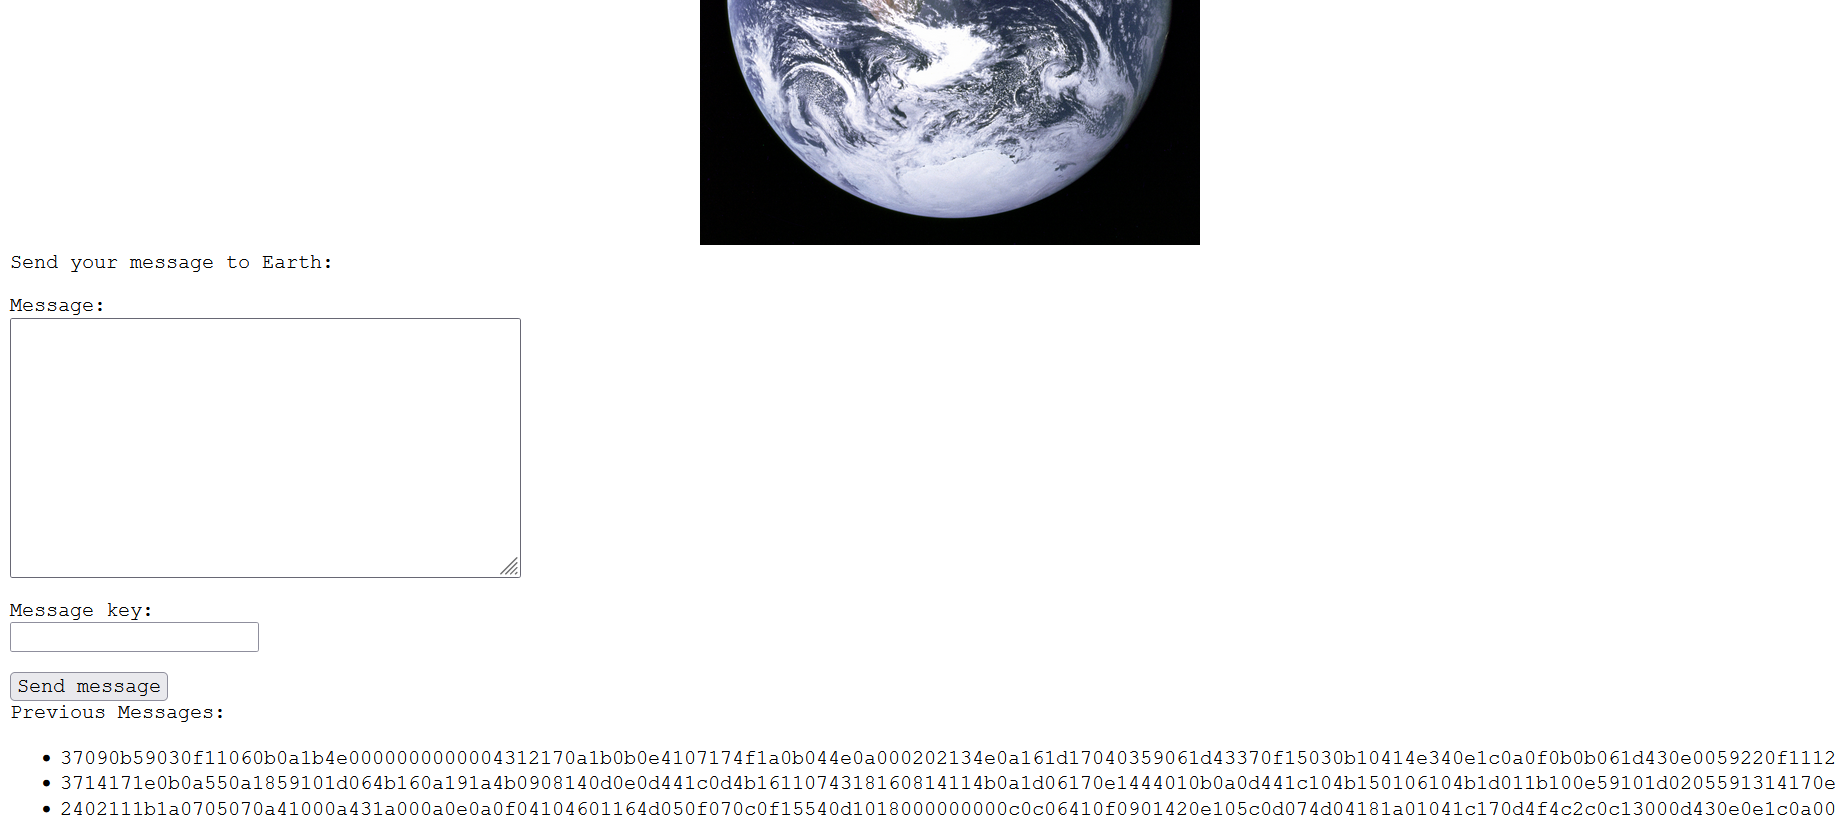 Send your message to Earth:
Message:
Message key:
Send message
Previous Messages:
37090b59030f11060b0a1b4e0000000000004312170a1b0b0e4107174f1a0b044e0a000202134e0a161d17040359061d43370f15030b10414e340e1c0a0f0b0b061d430e0059220f1112
3714171e0b0a550a1859101d064b160a191a4b0908140d0e0d441c0d4b1611074318160814114b0a1d06170e1444010b0a0d441c104b150106104b1d011b100e59101d0205591314170e
2402111b1a0705070a41000a431a000a0e0a0f04104601164d050f070c0f15540d1018000000000c0c06410f0901420e105c0d074d04181a01041c170d4f4c2c0c13000d430e0e1c0a00